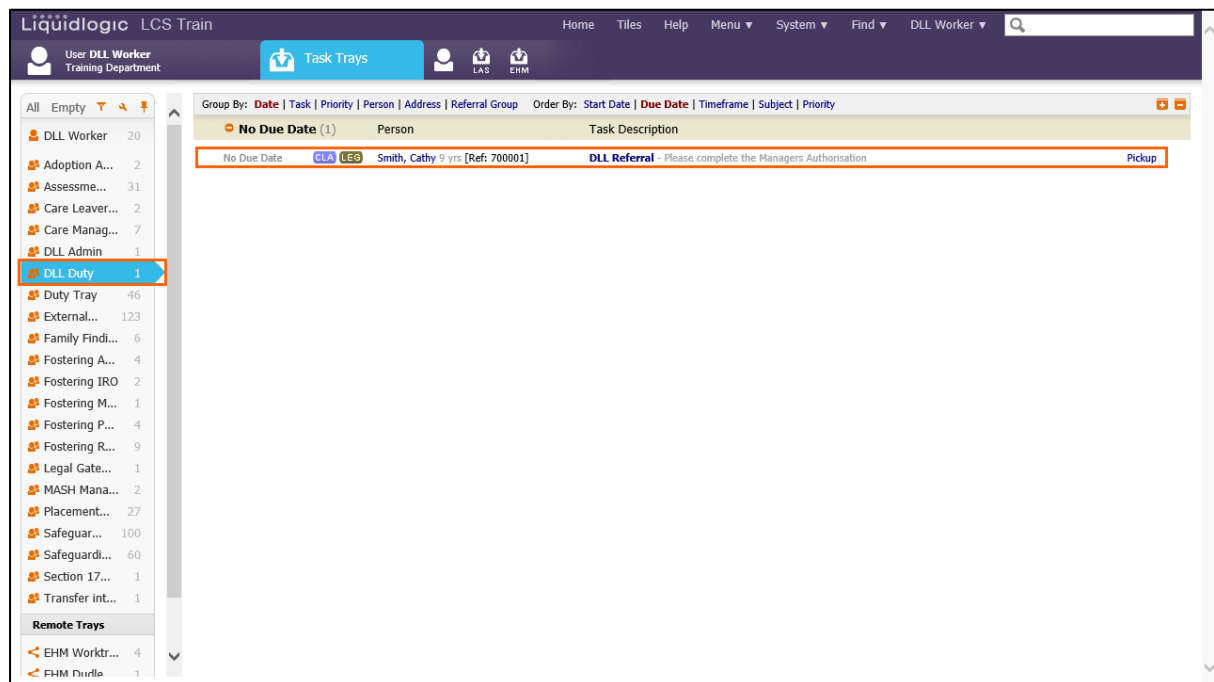 Liquidlogic LCS Train
Home Tiles Help Menu ▾ System ▾ Find ▾ DLL Worker ▾
User DLL Worker
Training Department
Task Trays
LAS
EHM
All Empty
DLL Worker 20
Adoption A... 2
Assessme... 31
Care Leaver... 2
Care Manag... 7
DLL Admin 1
DLL Duty 1
Duty Tray 46
External... 123
Family Findi... 6
Fostering A... 4
Fostering IRO 2
Fostering M... 1
Fostering P... 4
Fostering R... 9
Legal Gate... 1
MASH Mana... 2
Placement... 27
Safeguar... 100
Safeguardi... 60
Section 17... 1
Transfer int... 1
Remote Trays
EHM Worktr... 4
EHM Dudle 1
Group By: Date | Task | Priority | Person | Address | Referral Group Order By: Start Date | Due Date | Timeframe | Subject | Priority
No Due Date (1) Person Task Description
No Due Date CLA LEG Smith, Cathy 9 yrs [Ref: 700001] DLL Referral - Please complete the Managers Authorisation Pickup